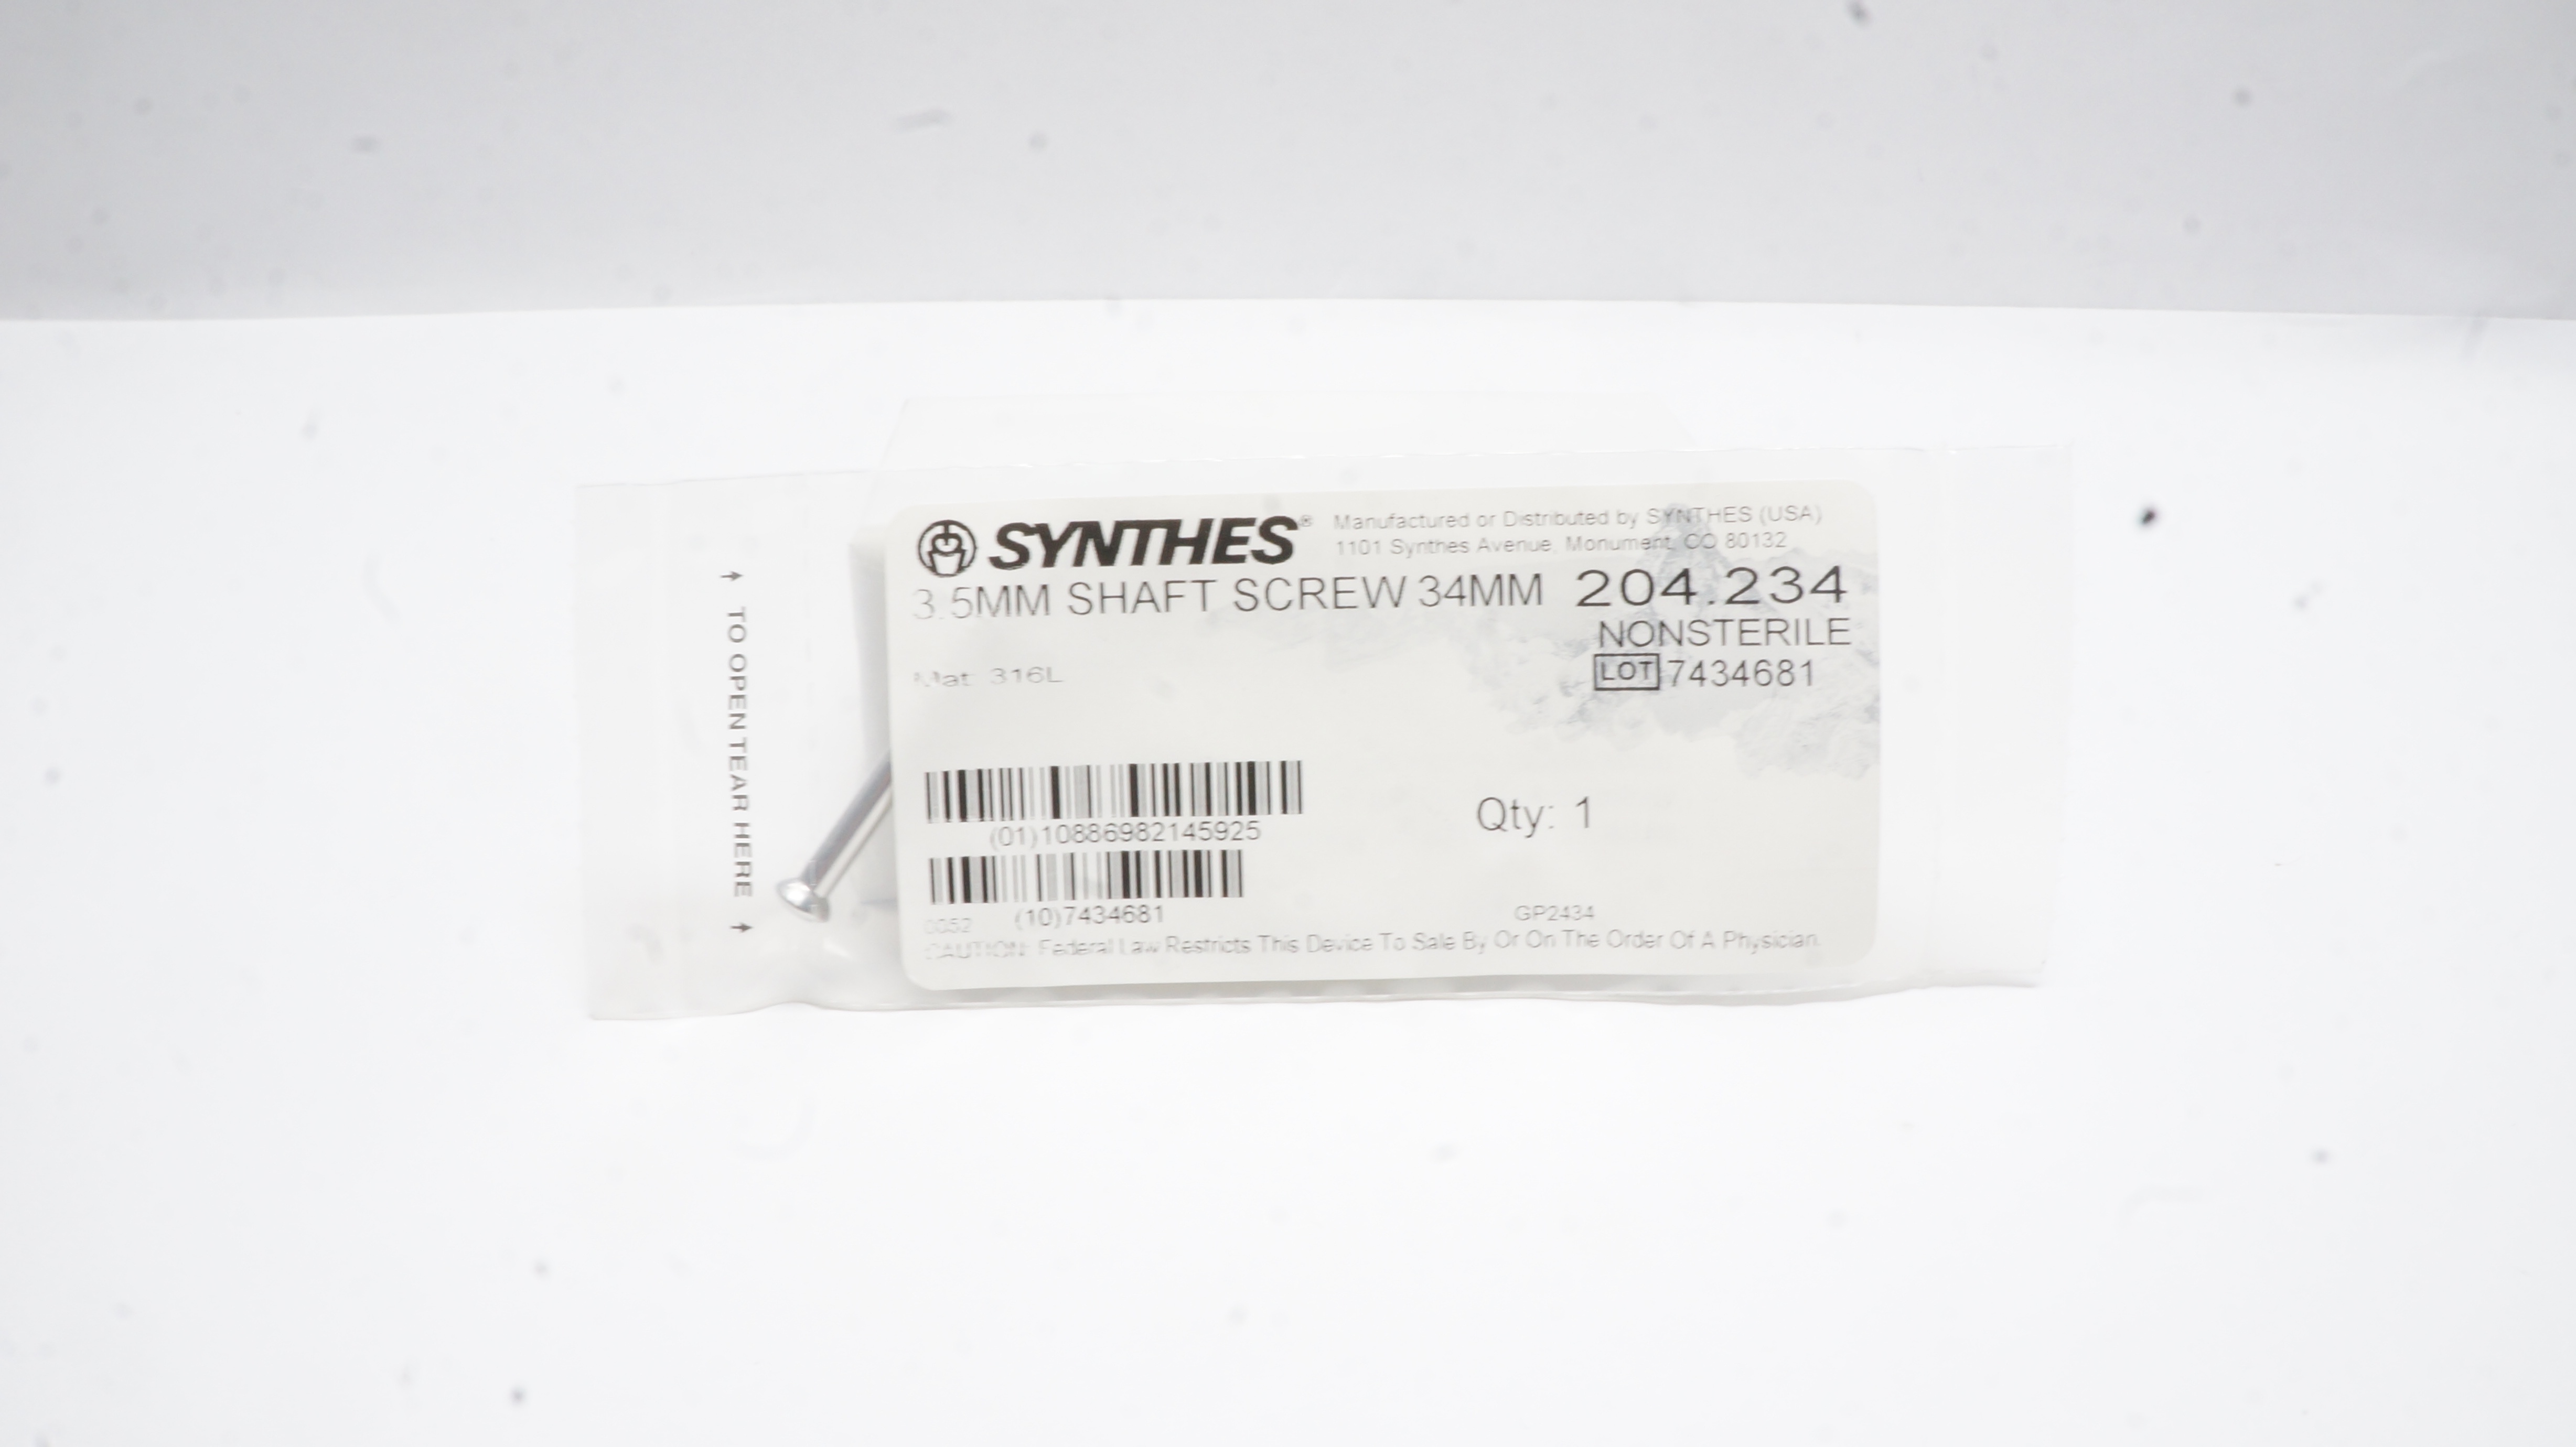 SYNTHES®
Manufactured or Distributed by SYNTHES (USA)
1101 Synthes Avenue, Monument, CO 80132
3.5MM SHAFT SCREW 34MM 204.234
NONSTERILE
LOT 7434681
Mat: 316L
(01)10886982145925
Qty: 1
(10)7434681
0052
GP2434
CAUTION: Federal Law Restricts This Device To Sale By Or On The Order Of A Physician.
TO OPEN TEAR HERE